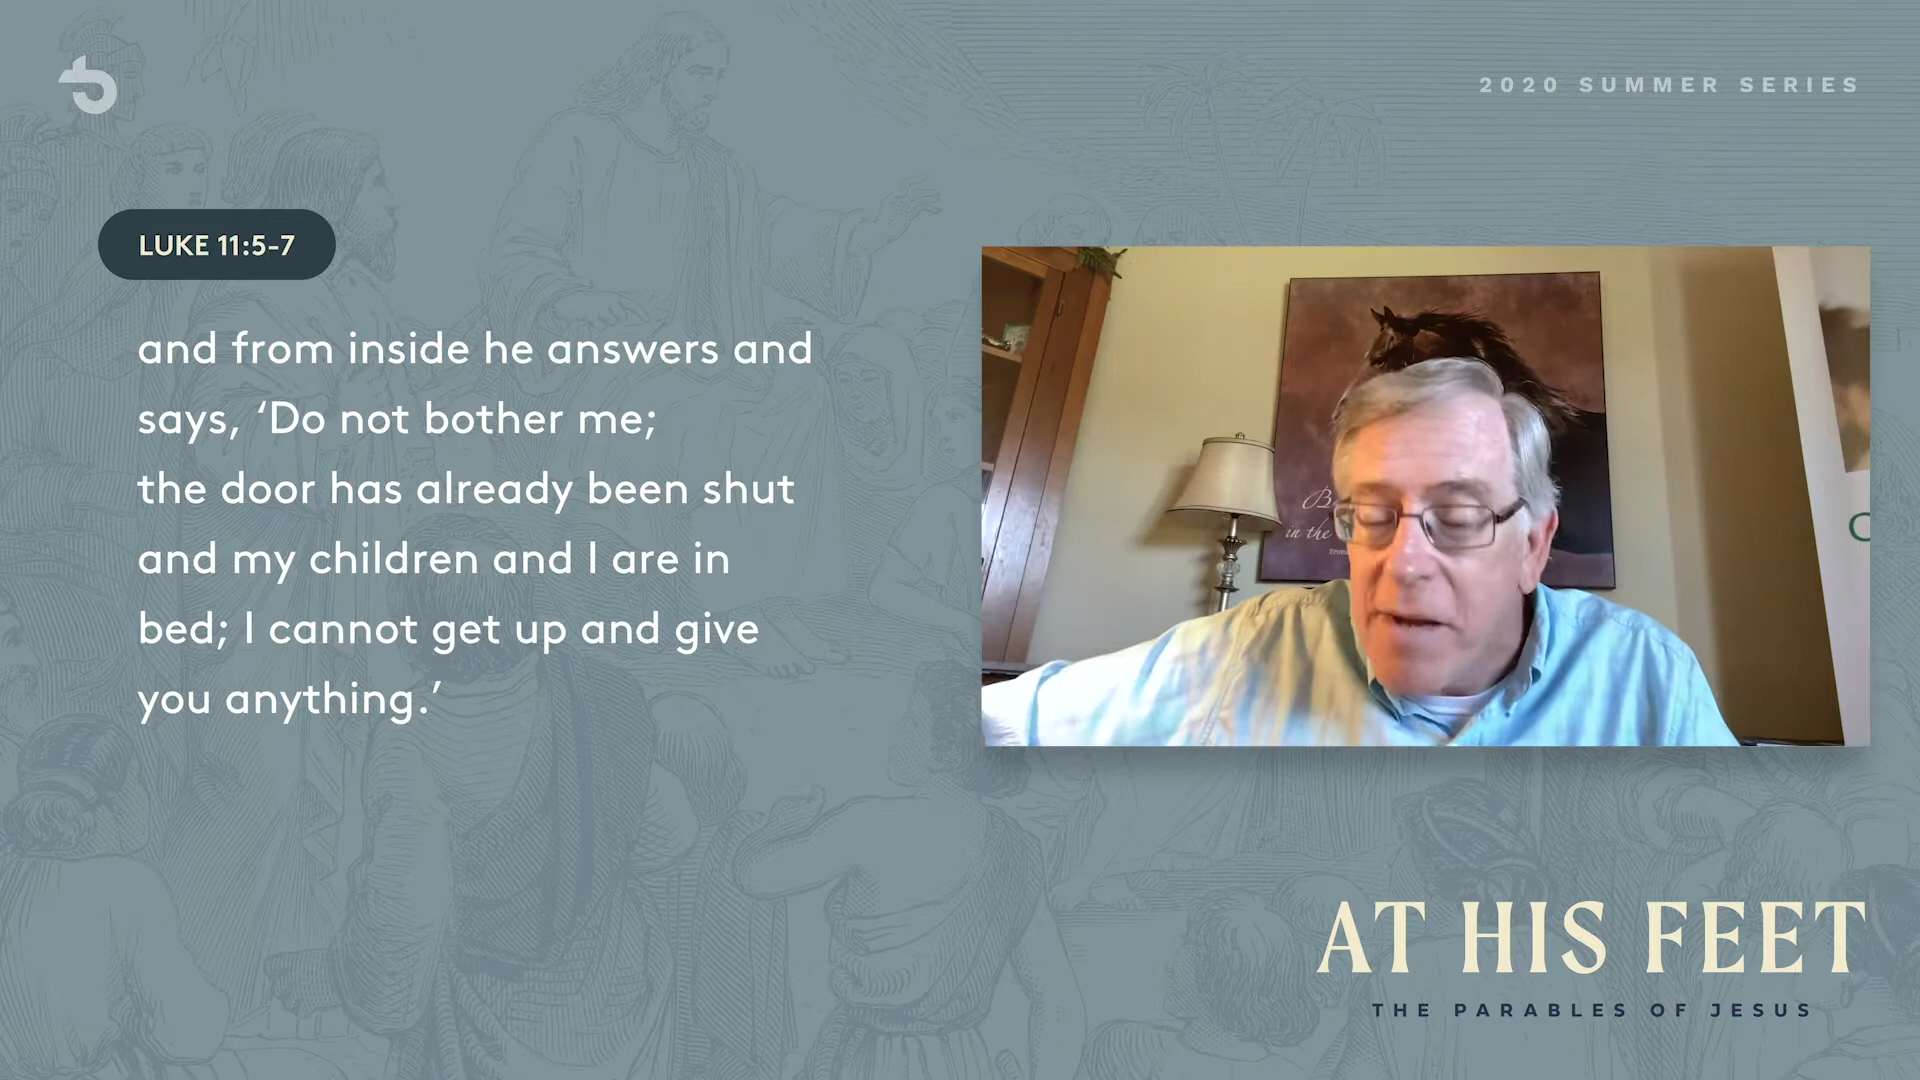 2020 SUMMER SERIES
LUKE 11:5-7
and from inside he answers and
says, ‘Do not bother me;
the door has already been shut
and my children and I are in
bed; I cannot get up and give
you anything.’
in the
AT HIS FEET
THE PARABLES OF JESUS